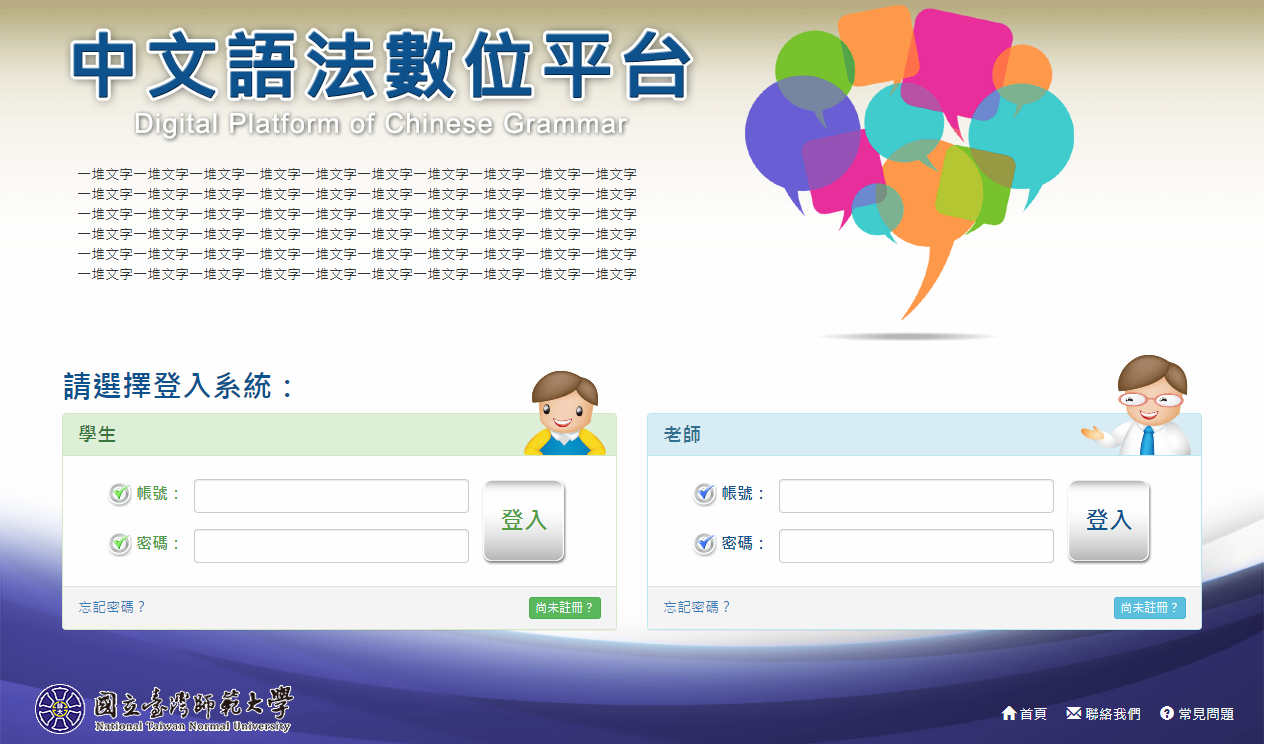 中文語法數位平台
Digital Platform of Chinese Grammar
一堆文字一堆文字一堆文字一堆文字一堆文字一堆文字一堆文字一堆文字一堆文字一堆文字
一堆文字一堆文字一堆文字一堆文字一堆文字一堆文字一堆文字一堆文字一堆文字一堆文字
一堆文字一堆文字一堆文字一堆文字一堆文字一堆文字一堆文字一堆文字一堆文字一堆文字
一堆文字一堆文字一堆文字一堆文字一堆文字一堆文字一堆文字一堆文字一堆文字一堆文字
一堆文字一堆文字一堆文字一堆文字一堆文字一堆文字一堆文字一堆文字一堆文字一堆文字
一堆文字一堆文字一堆文字一堆文字一堆文字一堆文字一堆文字一堆文字一堆文字一堆文字
請選擇登入系統：
學生
帳號：
密碼：
登入
忘記密碼？
尚未註冊？
老師
帳號：
密碼：
登入
忘記密碼？
尚未註冊？
國立臺灣師範大學
National Taiwan Normal University
首頁 聯絡我們 常見問題